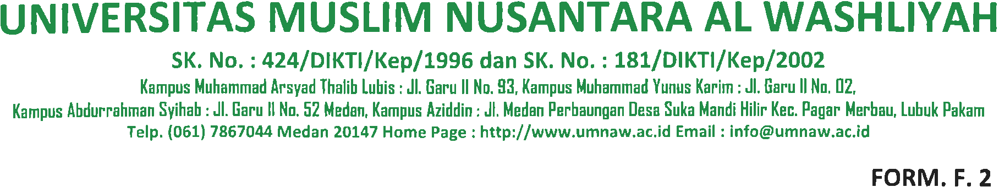 UNIVERSITAS MUSLIM NUSANTARA AL WASHLIYAH
SK. No. : 424/DIKTI/Kep/1996 dan SK. No. : 181/DIKTI/Kep/2002
Kampus Muhammad Arsyad Thalib Lubis : Jl. Garu II No. 93, Kampus Muhammad Yunus Karim : Jl. Garu II No. 02,
Kampus Abdurrahman Syihab : Jl. Garu II No. 52 Medan, Kampus Aziddin : Jl. Medan Perbaungan Desa Suka Mandi Hilir Kec. Pagar Merbau, Lubuk Pakam
Telp. (061) 7867044 Medan 20147 Home Page : http://www.umnaw.ac.id Email : info@umnaw.ac.id
FORM. F. 2